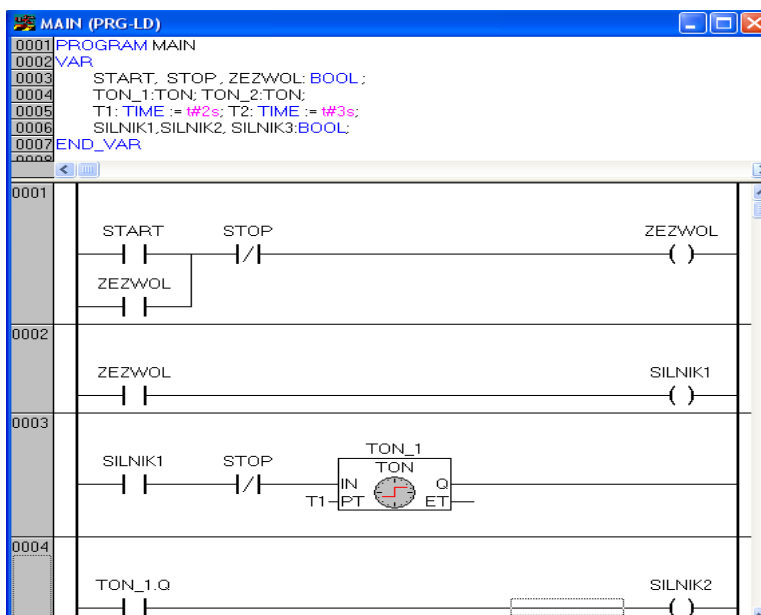 MAIN (PRG-LD)
0001 PROGRAM MAIN
0002 VAR
0003 START, STOP, ZEZWOL: BOOL;
0004 TON_1:TON; TON_2:TON;
0005 T1: TIME := t#2s; T2: TIME := t#3s;
0006 SILNIK1,SILNIK2, SILNIK3:BOOL;
0007 END_VAR
0008
0001
START STOP ZEZWOL
ZEZWOL
0002
ZEZWOL SILNIK1
0003
TON_1
SILNIK1 STOP TON
IN Q
T1 PT ET
0004
TON_1.Q SILNIK2